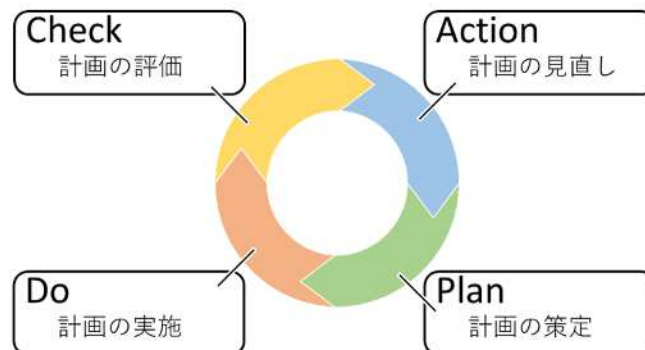 Check
計画の評価
Action
計画の見直し
Do
計画の実施
Plan
計画の策定